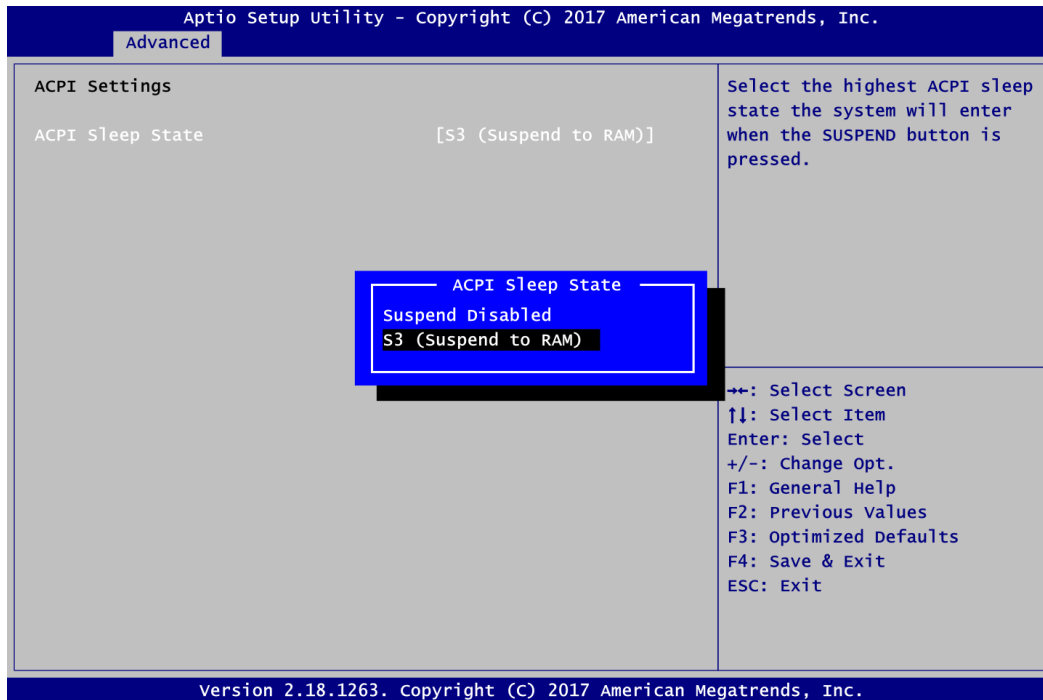 Aptio Setup Utility – Copyright (C) 2017 American Megatrends, Inc.
Advanced
ACPI Settings
ACPI Sleep State [S3 (Suspend to RAM)]
Select the highest ACPI sleep
state the system will enter
when the SUSPEND button is
pressed.
ACPI Sleep State
Suspend Disabled
S3 (Suspend to RAM)
→←: Select Screen
↑↓: Select Item
Enter: Select
+/-: Change Opt.
F1: General Help
F2: Previous Values
F3: Optimized Defaults
F4: Save & Exit
ESC: Exit
Version 2.18.1263. Copyright (C) 2017 American Megatrends, Inc.